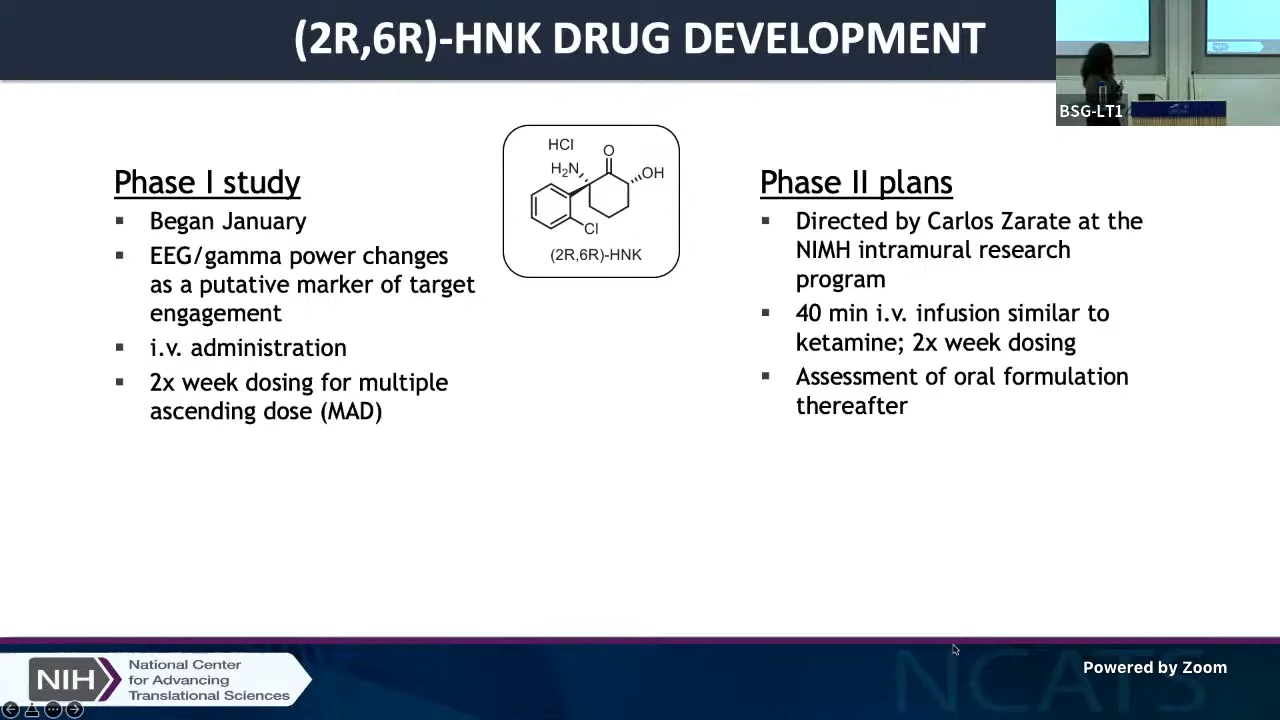 (2R,6R)-HNK DRUG DEVELOPMENT
BSG-LT1
Phase I study
▪ Began January
▪ EEG/gamma power changes
as a putative marker of target
engagement
▪ i.v. administration
▪ 2x week dosing for multiple
ascending dose (MAD)
HCl
O
H₂N
OH
Cl
(2R,6R)-HNK
Phase II plans
▪ Directed by Carlos Zarate at the
NIMH intramural research
program
▪ 40 min i.v. infusion similar to
ketamine; 2x week dosing
▪ Assessment of oral formulation
thereafter
NIH
National Center
for Advancing
Translational Sciences
NCATS
Powered by Zoom